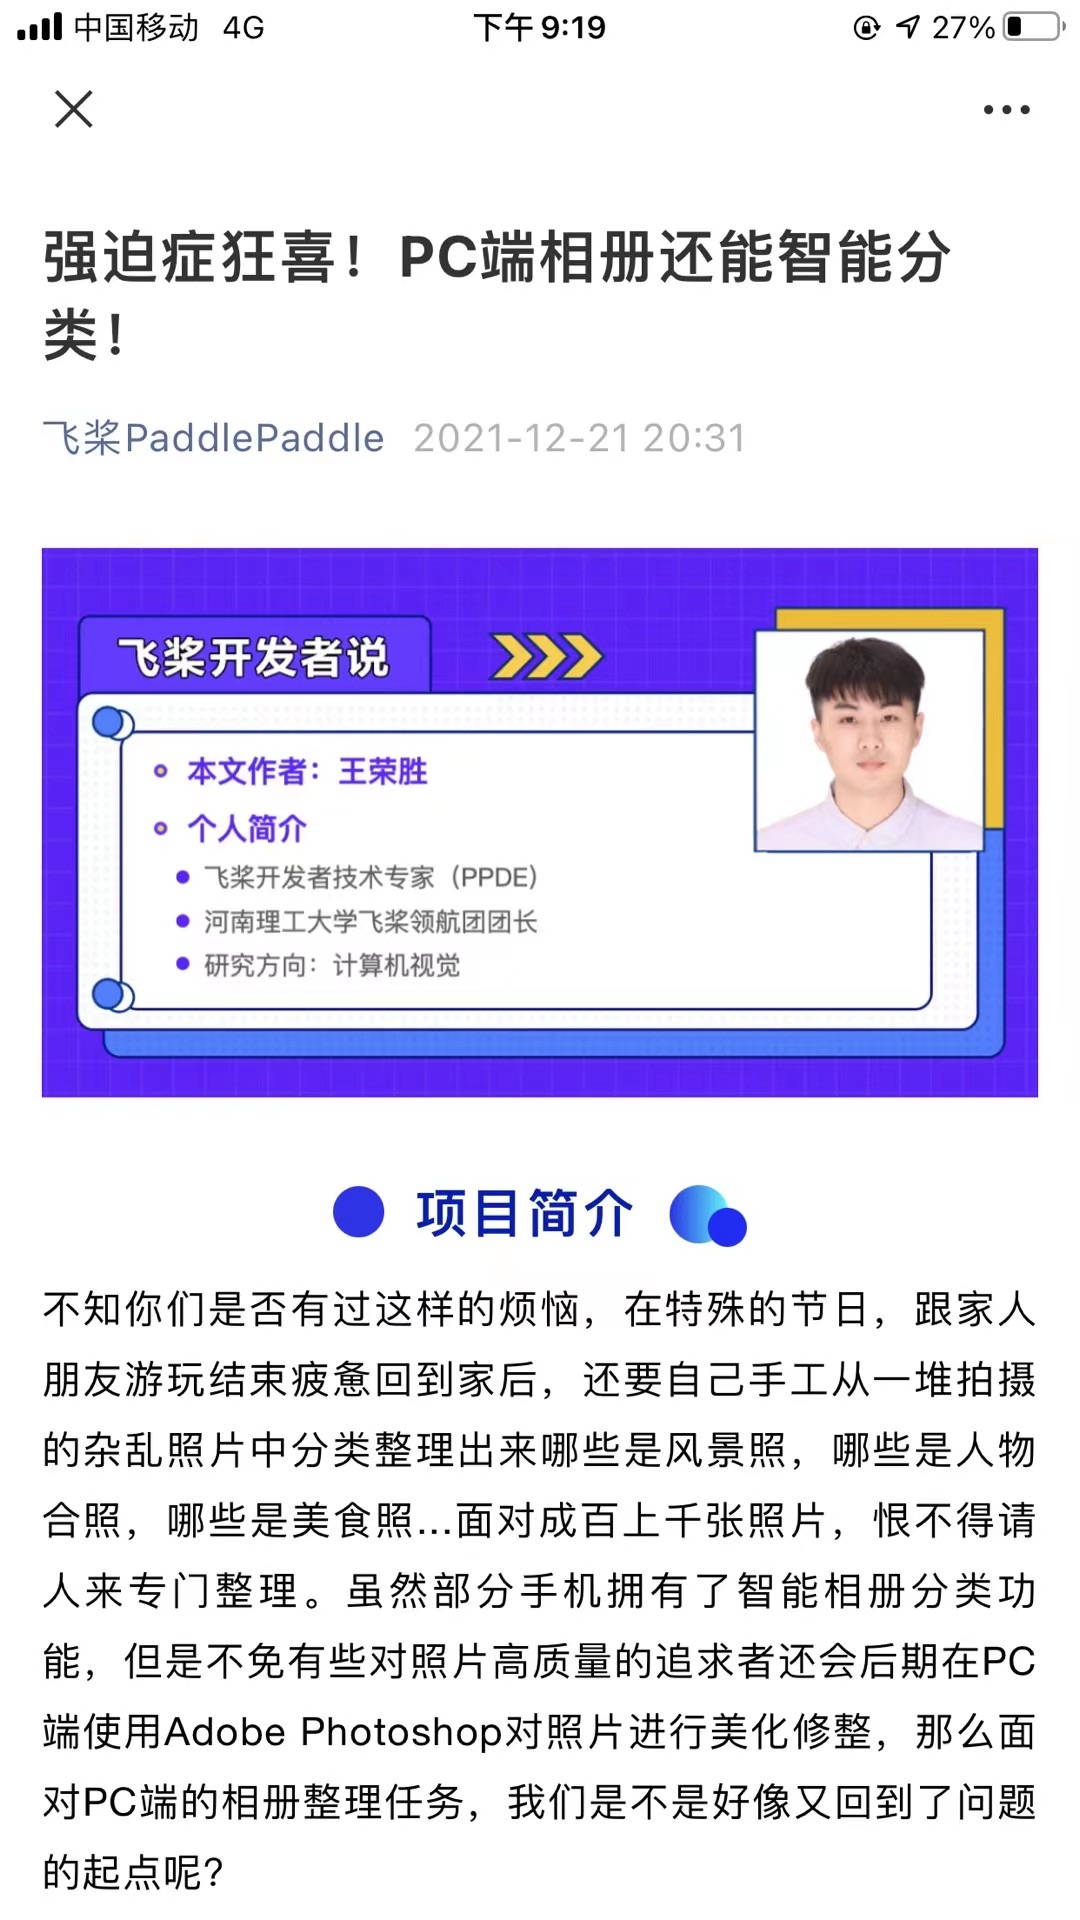 中国移动 4G 下午9:19 27%
强迫症狂喜！PC端相册还能智能分
类！
飞桨PaddlePaddle 2021-12-21 20:31
飞桨开发者说
本文作者：王荣胜
个人简介
飞桨开发者技术专家（PPDE）
河南理工大学飞桨领航团团长
研究方向：计算机视觉
项目简介
不知你们是否有过这样的烦恼，在特殊的节日，跟家人
朋友游玩结束疲惫回到家后，还要自己手工从一堆拍摄
的杂乱照片中分类整理出来哪些是风景照，哪些是人物
合照，哪些是美食照...面对成百上千张照片，恨不得请
人来专门整理。虽然部分手机拥有了智能相册分类功
能，但是不免有些对照片高质量的追求者还会后期在PC
端使用Adobe Photoshop对照片进行美化修整，那么面
对PC端的相册整理任务，我们是不是好像又回到了问题
的起点呢？